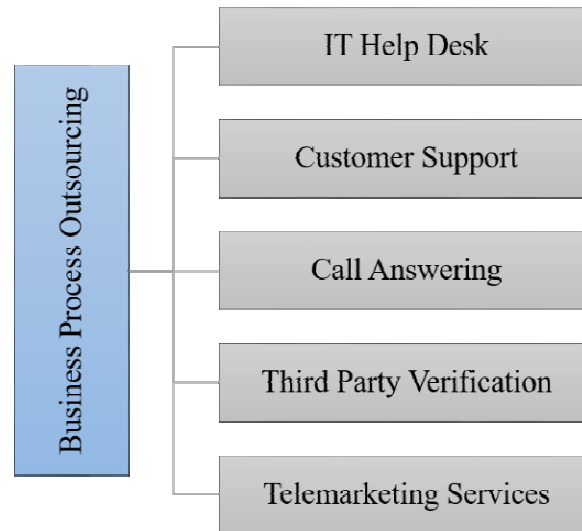 Business Process Outsourcing
IT Help Desk
Customer Support
Call Answering
Third Party Verification
Telemarketing Services